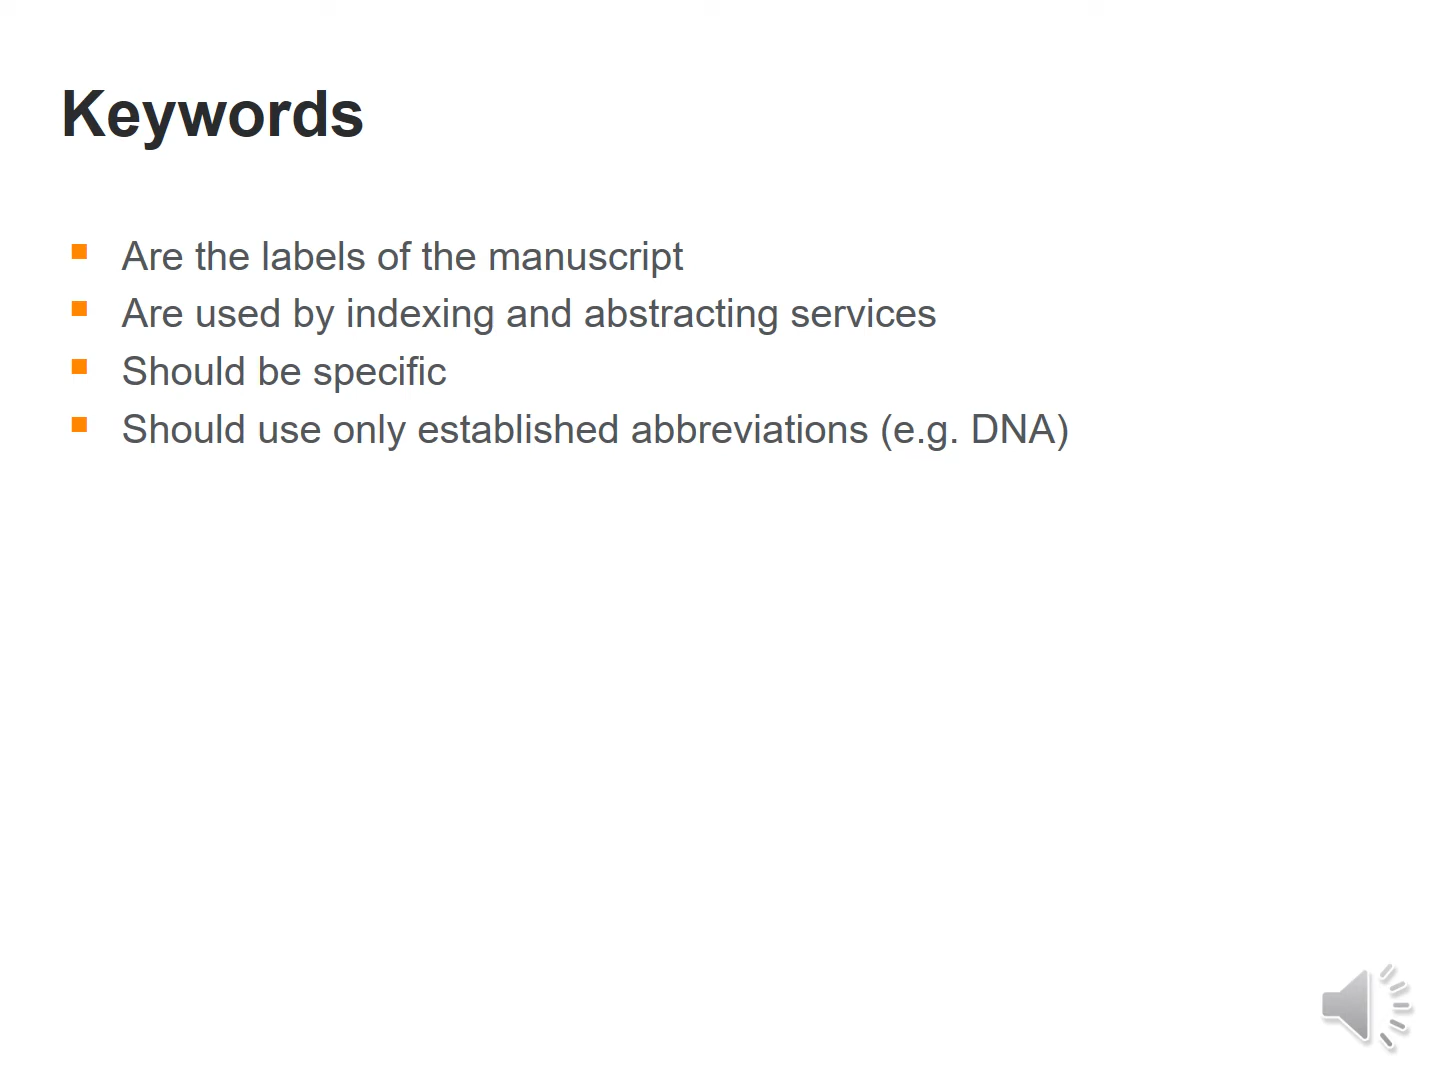 Keywords
Are the labels of the manuscript
Are used by indexing and abstracting services
Should be specific
Should use only established abbreviations (e.g. DNA)